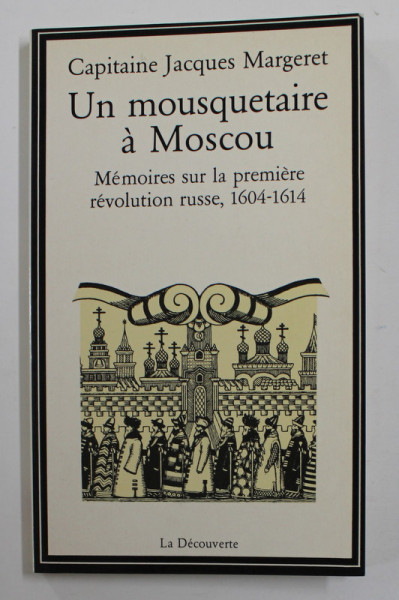 Capitaine Jacques Margeret
Un mousquetaire
à Moscou
Mémoires sur la première
révolution russe, 1604-1614
La Découverte